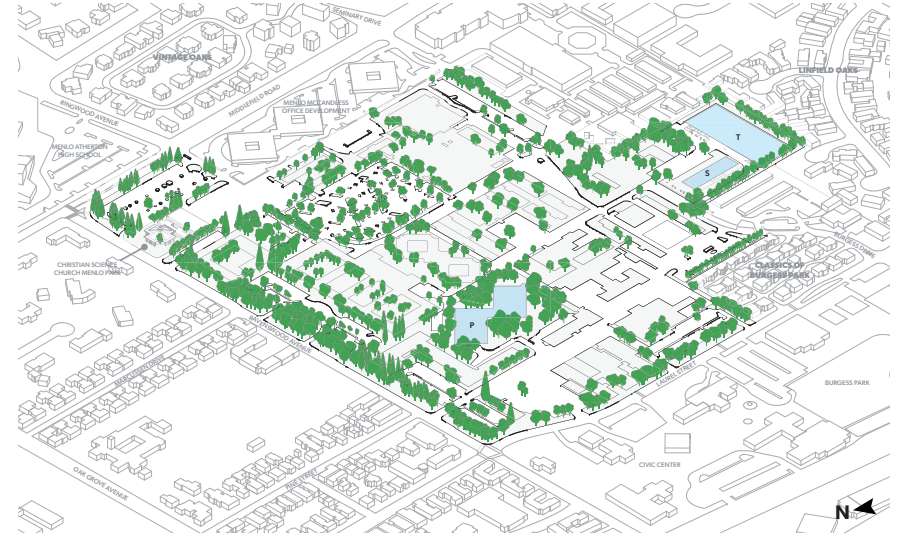 SEMINARY DRIVE
VINTAGE OAKS
LINFIELD OAKS
RINGWOOD AVENUE
MIDDLEFIELD ROAD
MENLO MCCANDLESS
OFFICE DEVELOPMENT
MENLO ATHERTON
HIGH SCHOOL
T
S
BURGESS DRIVE
CHRISTIAN SCIENCE
CHURCH MENLO PARK
CLASSICS OF
BURGESS PARK
P
RAVENSWOOD AVENUE
LAUREL STREET
BURGESS PARK
PINE STREET
CIVIC CENTER
OAK GROVE AVENUE
N